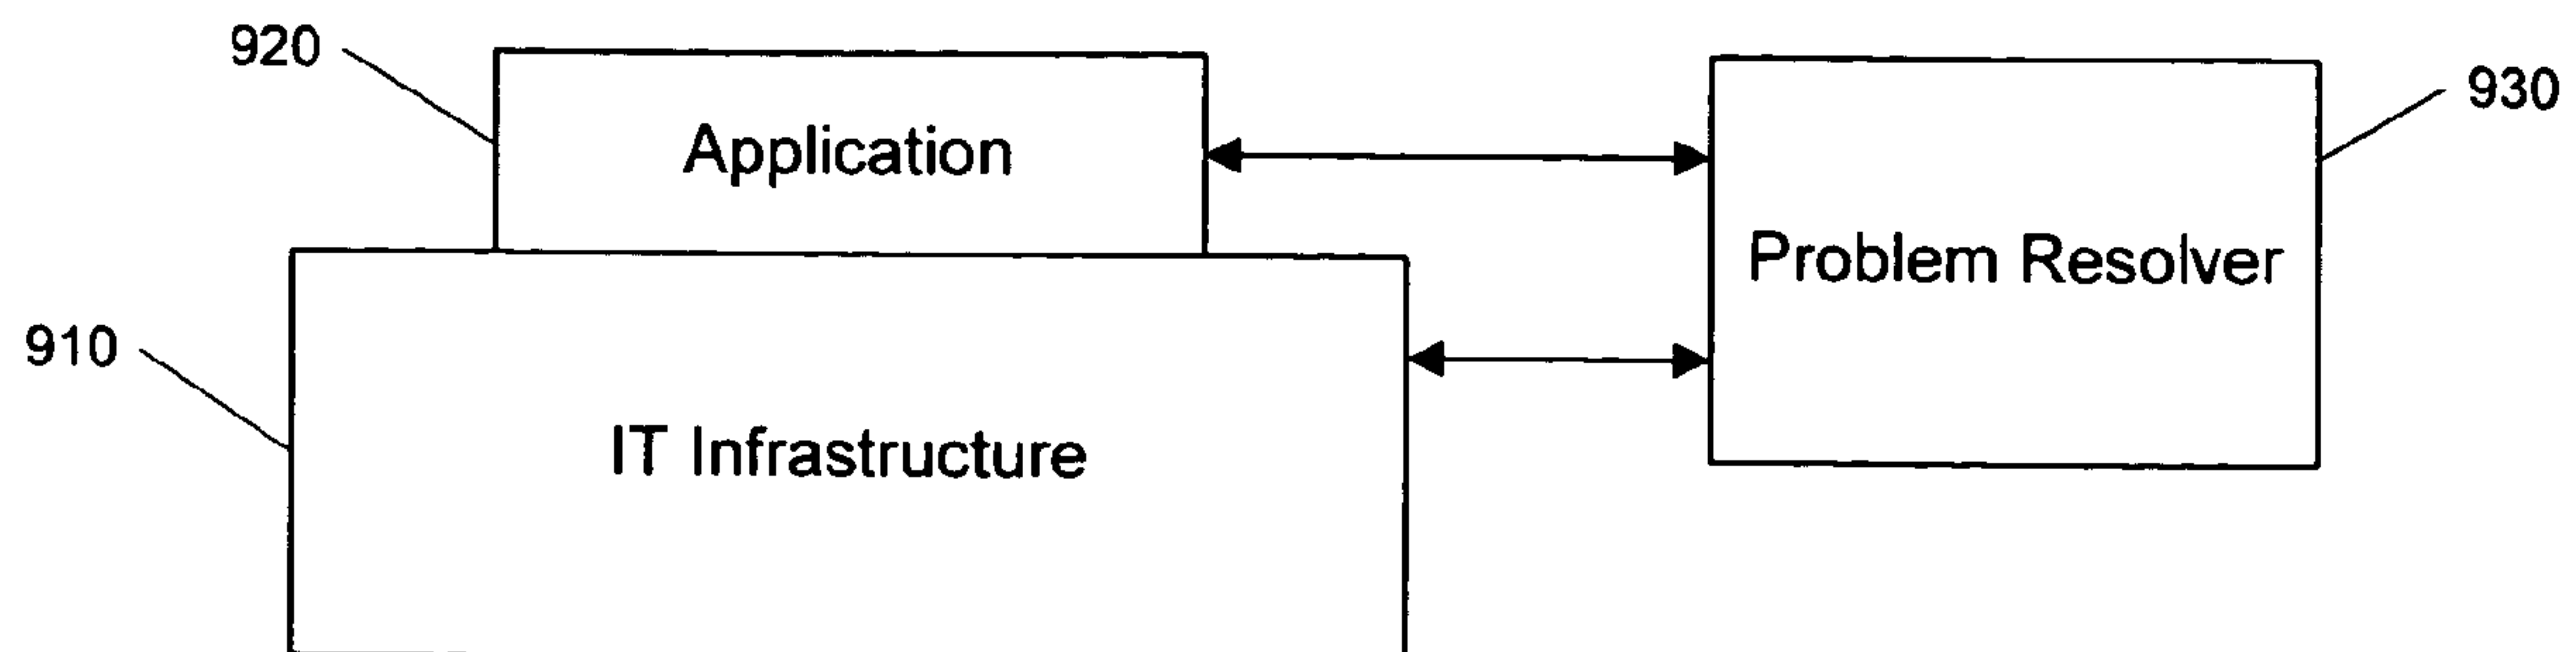 920
Application
930
Problem Resolver
910
IT Infrastructure